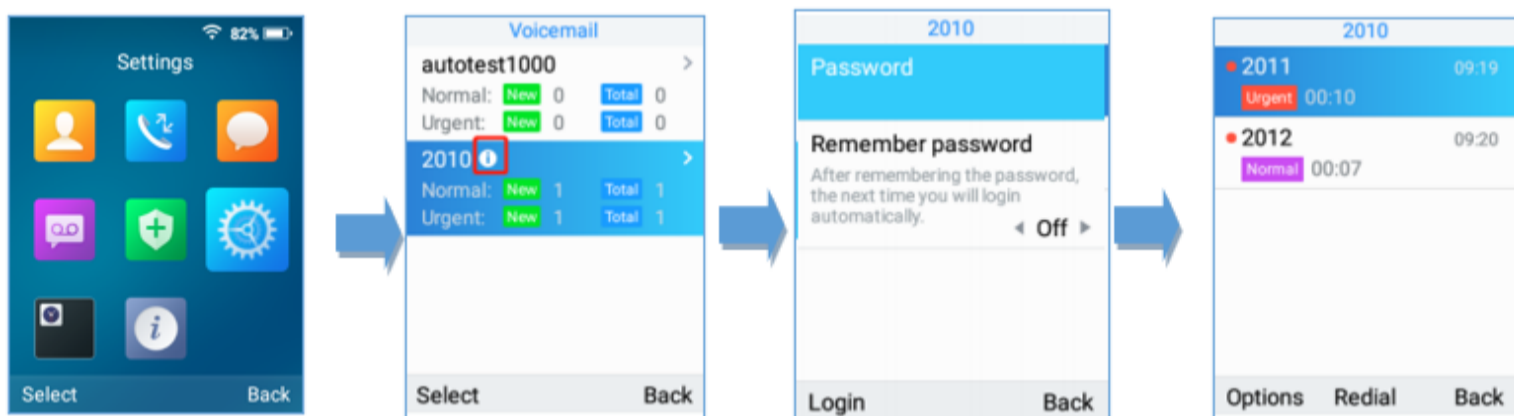 82%
Settings
Select Back
Voicemail
autotest1000 >
Normal: New 0 Total 0
Urgent: New 0 Total 0
2010 i >
Normal: New 1 Total 1
Urgent: New 1 Total 1
Select Back
2010
Password
Remember password
After remembering the password,
the next time you will login
automatically.
Off
Login Back
2010
2011 09:19
Urgent 00:10
2012 09:20
Normal 00:07
Options Redial Back